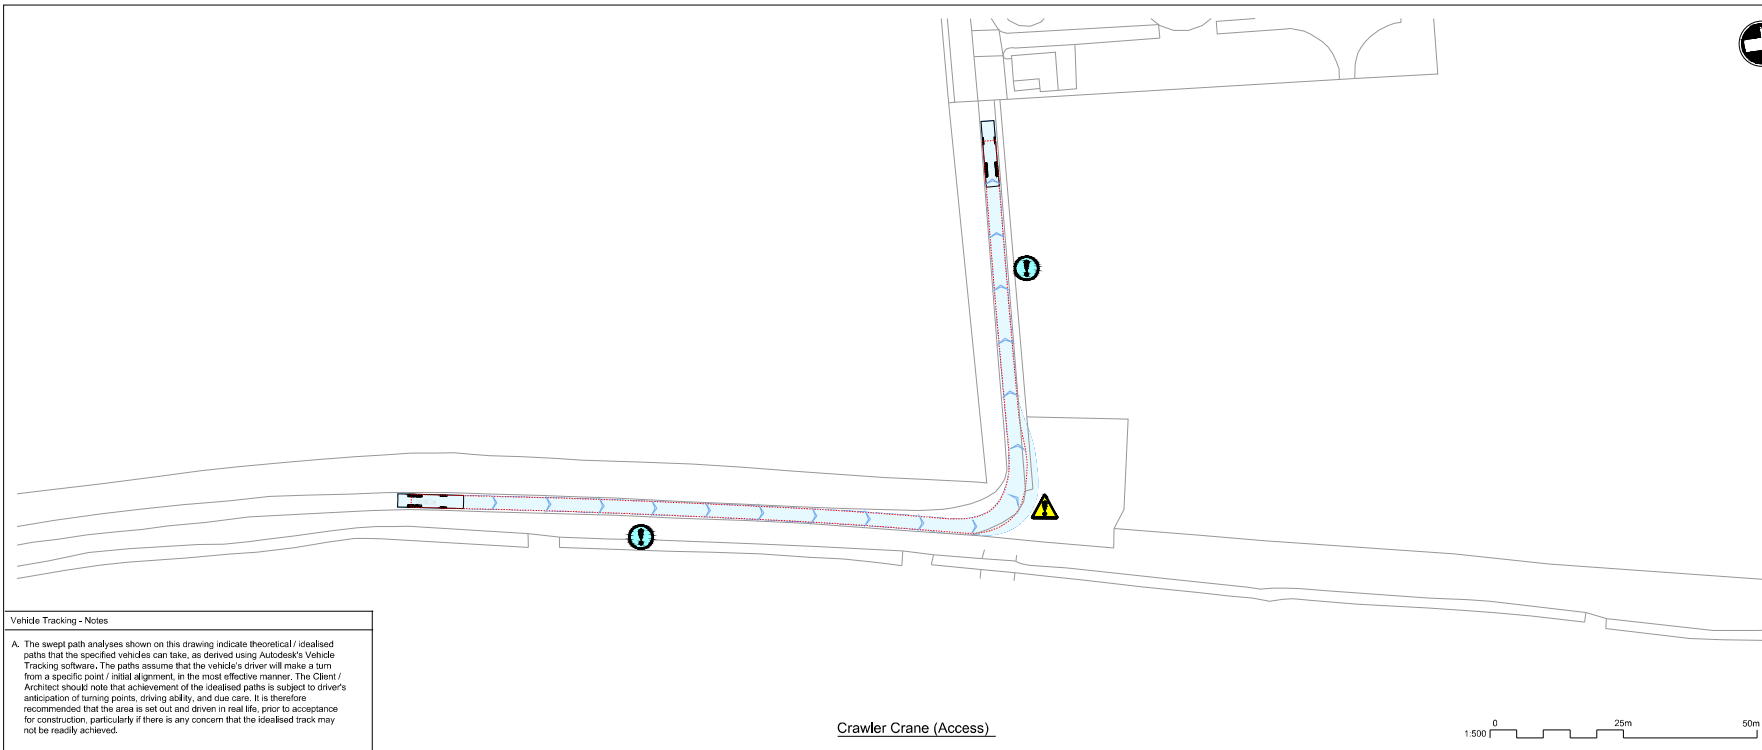 Vehicle Tracking - Notes
A. The swept path analyses shown on this drawing indicate theoretical / idealised
paths that the specified vehicles can take, as derived using Autodesk's Vehicle
Tracking software. The paths assume that the vehicle's driver will make a turn
from a specific point / initial alignment, in the most effective manner. The Client /
Architect should note that achievement of the idealised paths is subject to driver's
anticipation of turning points, driving ability, and due care. It is therefore
recommended that the area is set out and driven in real life, prior to acceptance
for construction, particularly if there is any concern that the idealised track may
not be readily achieved.
Crawler Crane (Access)
0 25m 50m
1:500